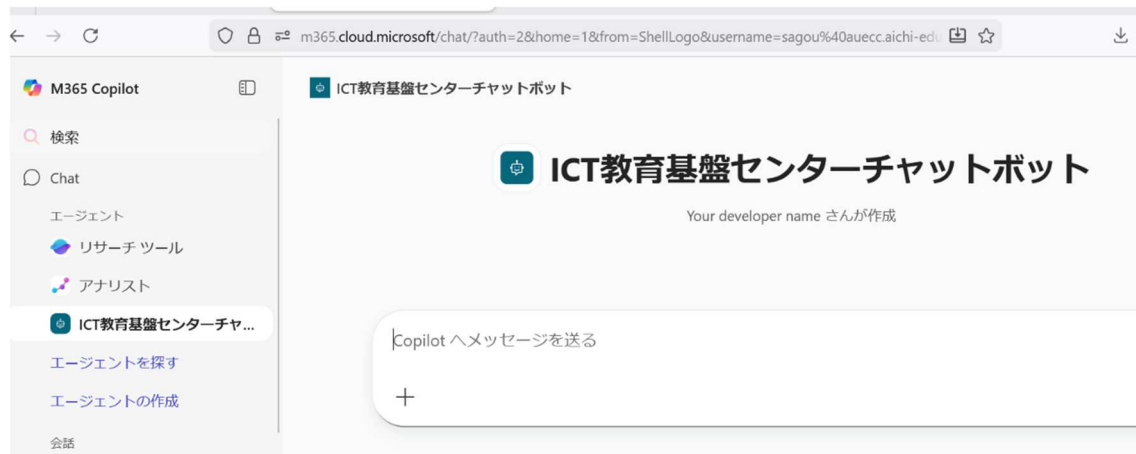 m365.cloud.microsoft/chat/?auth=2&home=1&from=ShellLogo&username=sagou%40auecc.aichi-edu
M365 Copilot
ICT教育基盤センターチャットボット
検索
Chat
エージェント
リサーチ ツール
アナリスト
ICT教育基盤センターチャ...
エージェントを探す
エージェントの作成
会話
ICT教育基盤センターチャットボット
Your developer name さんが作成
Copilot へメッセージを送る